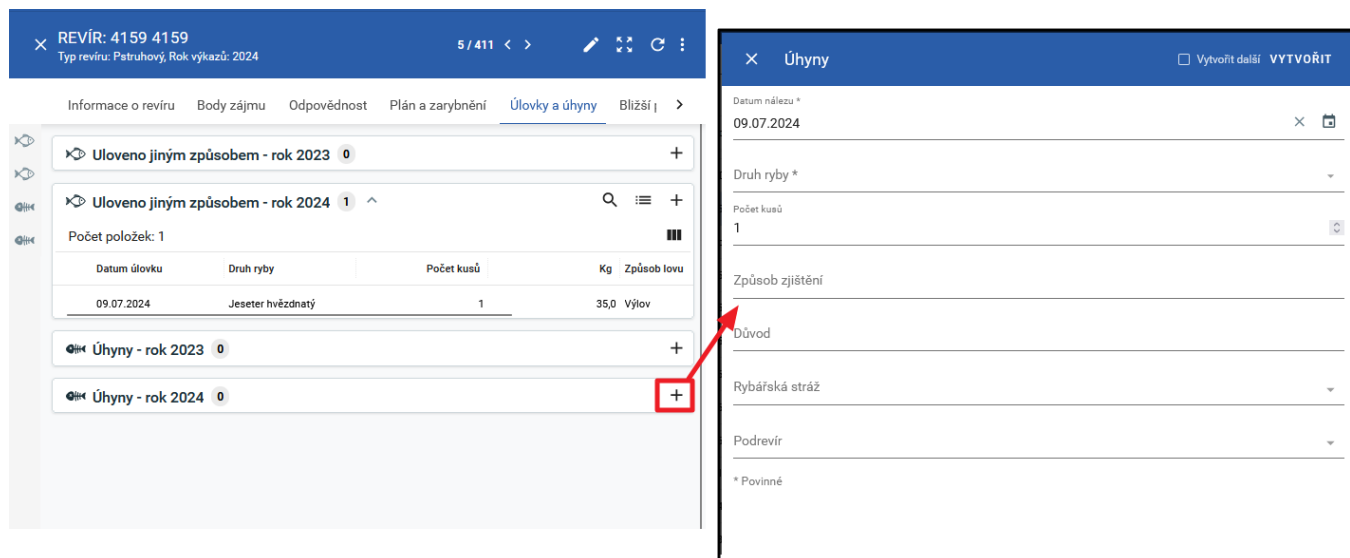 REVÍR: 4159 4159
Typ revíru: Pstruhový, Rok výkazů: 2024
5 / 411
Informace o revíru Body zájmu Odpovědnost Plán a zarybnění Úlovky a úhyny Bližší
Uloveno jiným způsobem - rok 2023 0
Uloveno jiným způsobem - rok 2024 1
Počet položek: 1
Datum úlovku Druh ryby Počet kusů Kg Způsob lovu
09.07.2024 Jeseter hvězdnatý 1 35,0 Výlov
Úhyny - rok 2023 0
Úhyny - rok 2024 0
Úhyny
Vytvořit další VYTVOŘIT
Datum nálezu *
09.07.2024
Druh ryby *
Počet kusů
1
Způsob zjištění
Důvod
Rybářská stráž
Podrevír
* Povinné